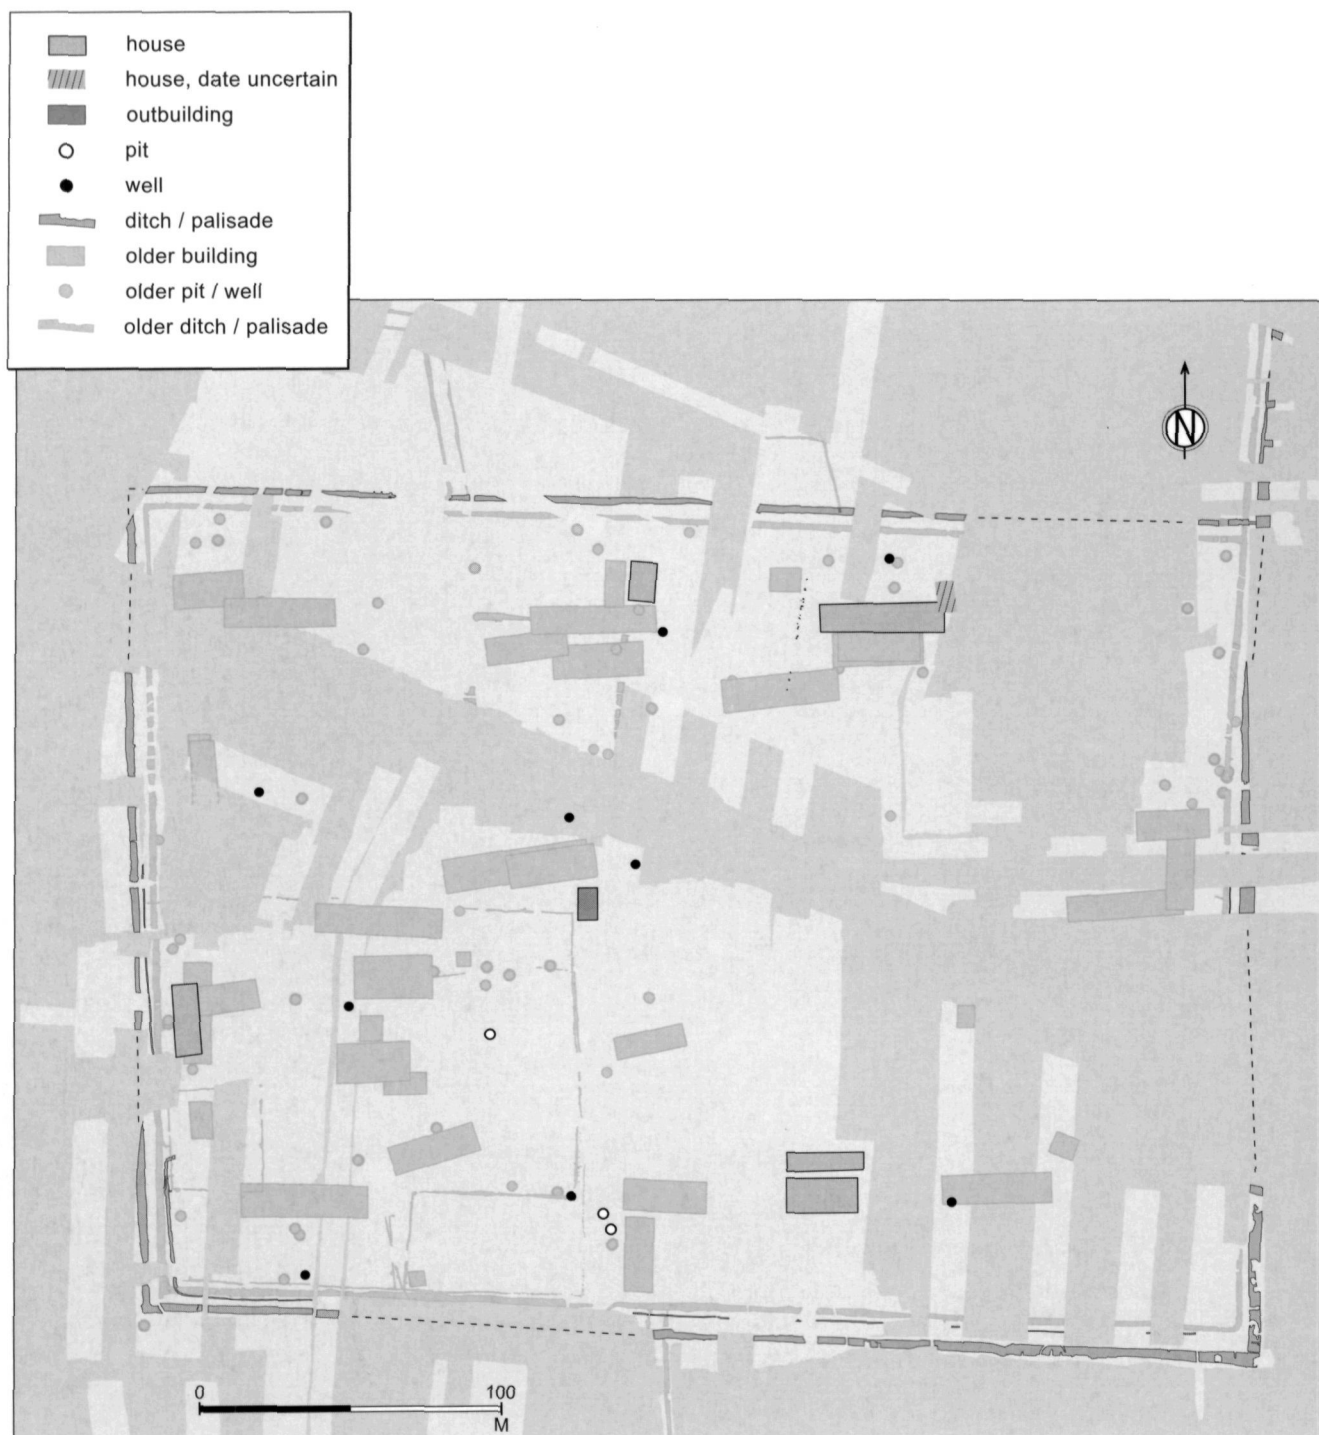 house
house, date uncertain
outbuilding
pit
well
ditch / palisade
older building
older pit / well
older ditch / palisade
N
0 100
M